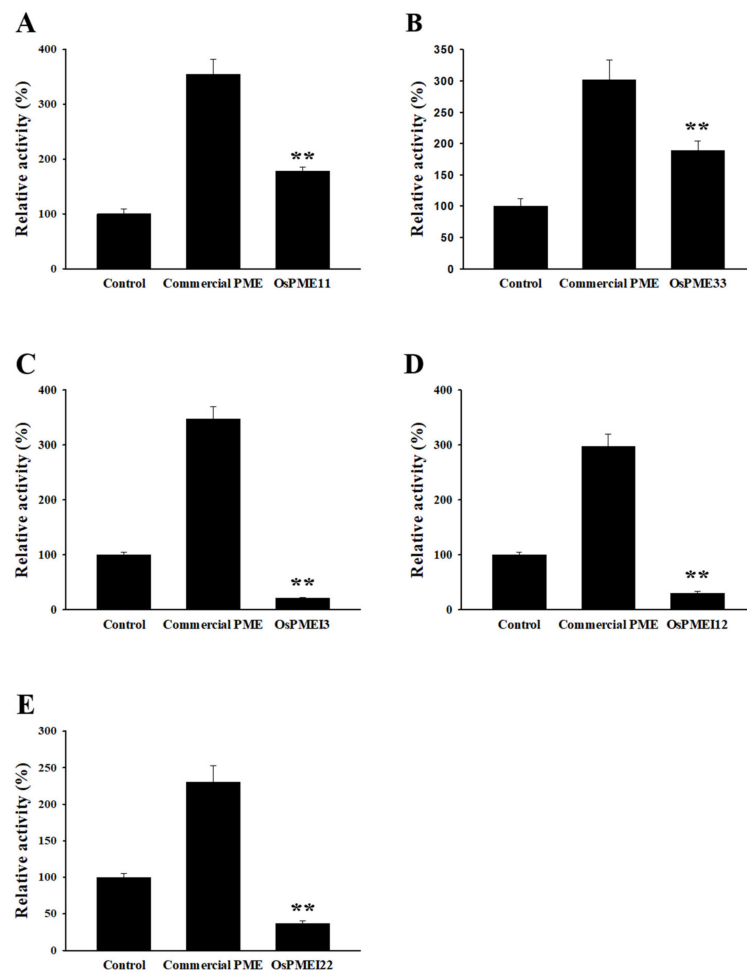 A
Relative activity (%)
400
300
200
100
0
**
Control Commercial PME OsPME11
B
Relative activity (%)
350
300
250
200
150
100
50
0
**
Control Commercial PME OsPME33
C
Relative activity (%)
400
300
200
100
0
**
Control Commercial PME OsPMEI3
D
Relative activity (%)
400
300
200
100
0
**
Control Commercial PME OsPMEI12
E
Relative activity (%)
300
250
200
150
100
50
0
**
Control Commercial PME OsPMEI22